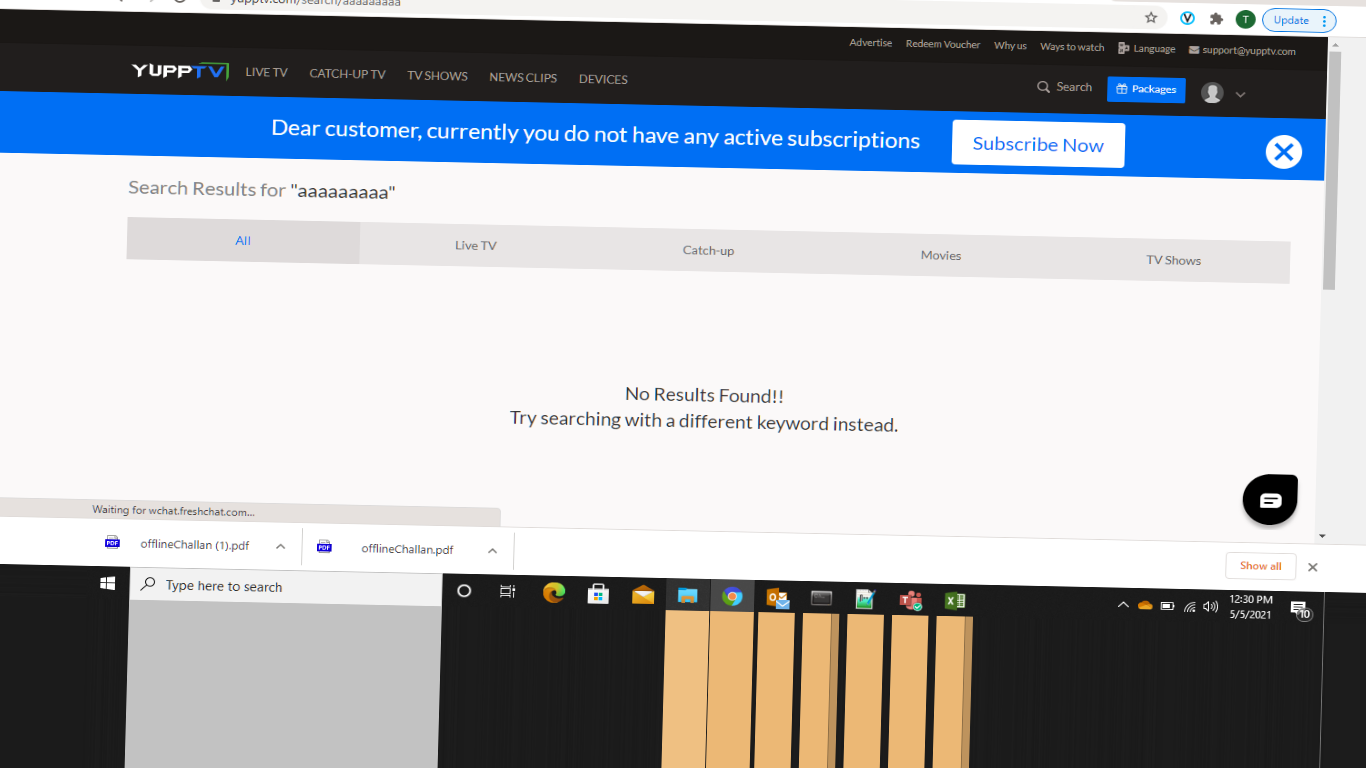 yupptv.com/search/aaaaaaaaa
T
Update
Advertise Redeem Voucher Why us Ways to watch Language support@yupptv.com
YUPPTV LIVE TV CATCH-UP TV TV SHOWS NEWS CLIPS DEVICES Search Packages
Dear customer, currently you do not have any active subscriptions Subscribe Now
Search Results for "aaaaaaaaa"
All Live TV Catch-up Movies TV Shows
No Results Found!!
Try searching with a different keyword instead.
Waiting for wchat.freshchat.com...
offlineChallan (1).pdf offlineChallan.pdf Show all
Type here to search
12:30 PM
5/5/2021
10